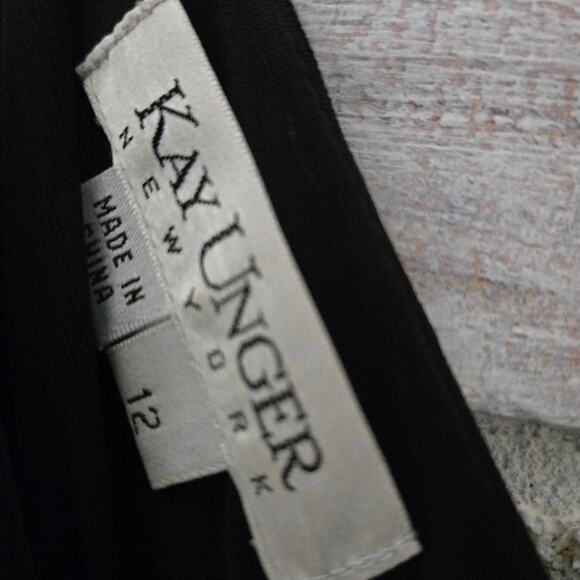 KAY UNGER
NEW YORK
MADE IN
CHINA
12